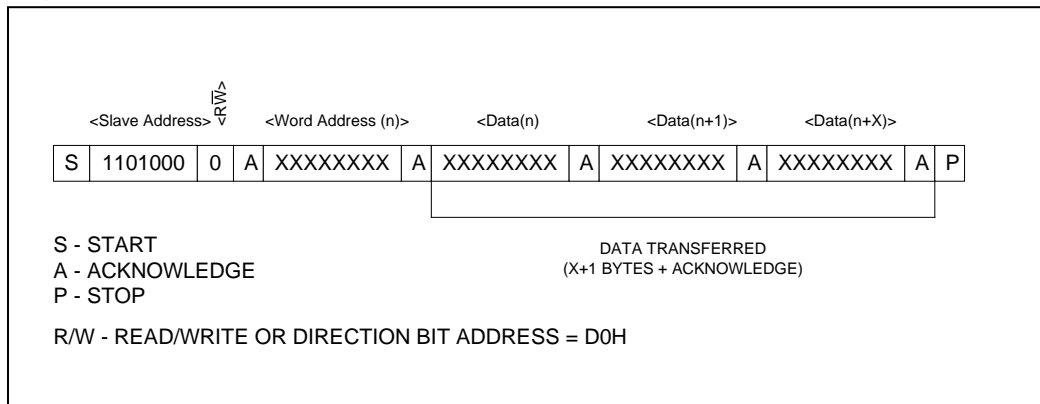 <RW>
<Slave Address> <Word Address (n)> <Data(n) <Data(n+1)> <Data(n+X)>
S 1101000 0 A XXXXXXXX A XXXXXXXX A XXXXXXXX A XXXXXXXX A P
S - START
A - ACKNOWLEDGE
P - STOP
DATA TRANSFERRED
(X+1 BYTES + ACKNOWLEDGE)
R/W - READ/WRITE OR DIRECTION BIT ADDRESS = D0H